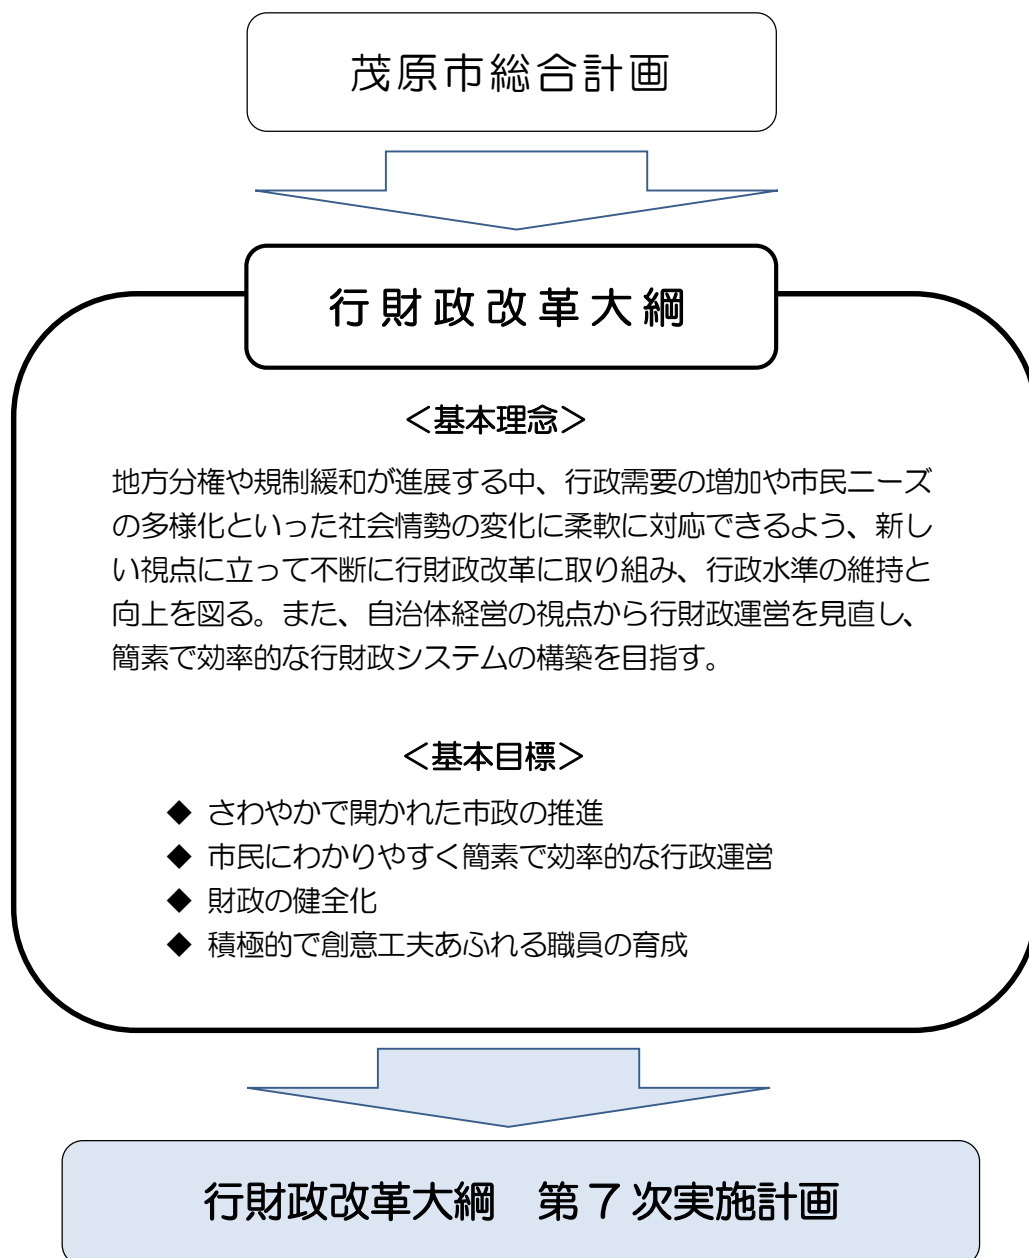 茂原市総合計画
行財政改革大綱
＜基本理念＞
地方分権や規制緩和が進展する中、行政需要の増加や市民ニーズ
の多様化といった社会情勢の変化に柔軟に対応できるよう、新し
い視点に立って不断に行財政改革に取り組み、行政水準の維持と
向上を図る。また、自治体経営の視点から行財政運営を見直し、
簡素で効率的な行財政システムの構築を目指す。
＜基本目標＞
◆ さわやかで開かれた市政の推進
◆ 市民にわかりやすく簡素で効率的な行政運営
◆ 財政の健全化
◆ 積極的で創意工夫あふれる職員の育成
行財政改革大綱　第７次実施計画